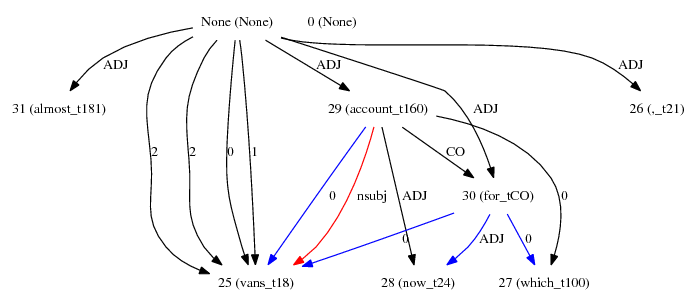 None (None) 0 (None)
ADJ ADJ ADJ
31 (almost_t181) 29 (account_t160) ADJ 26 (,_t21)
2 2 0 1 CO
0 nsubj ADJ 30 (for_tCO) 0
0 ADJ 0
25 (vans_t18) 28 (now_t24) 27 (which_t100)